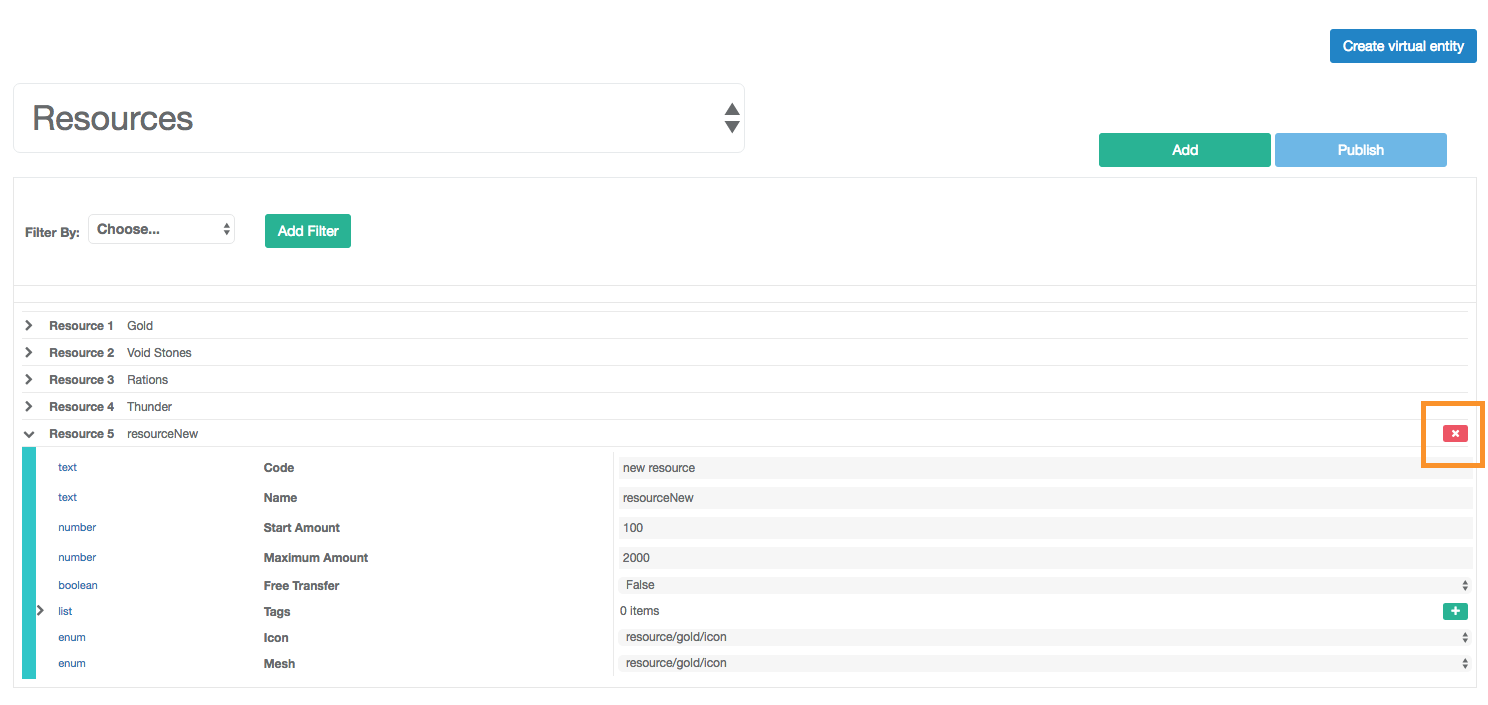 Create virtual entity
Resources
Add Publish
Filter By: Choose... Add Filter
Resource 1 Gold
Resource 2 Void Stones
Resource 3 Rations
Resource 4 Thunder
Resource 5 resourceNew
text Code new resource
text Name resourceNew
number Start Amount 100
number Maximum Amount 2000
boolean Free Transfer False
list Tags 0 items
enum Icon resource/gold/icon
enum Mesh resource/gold/icon